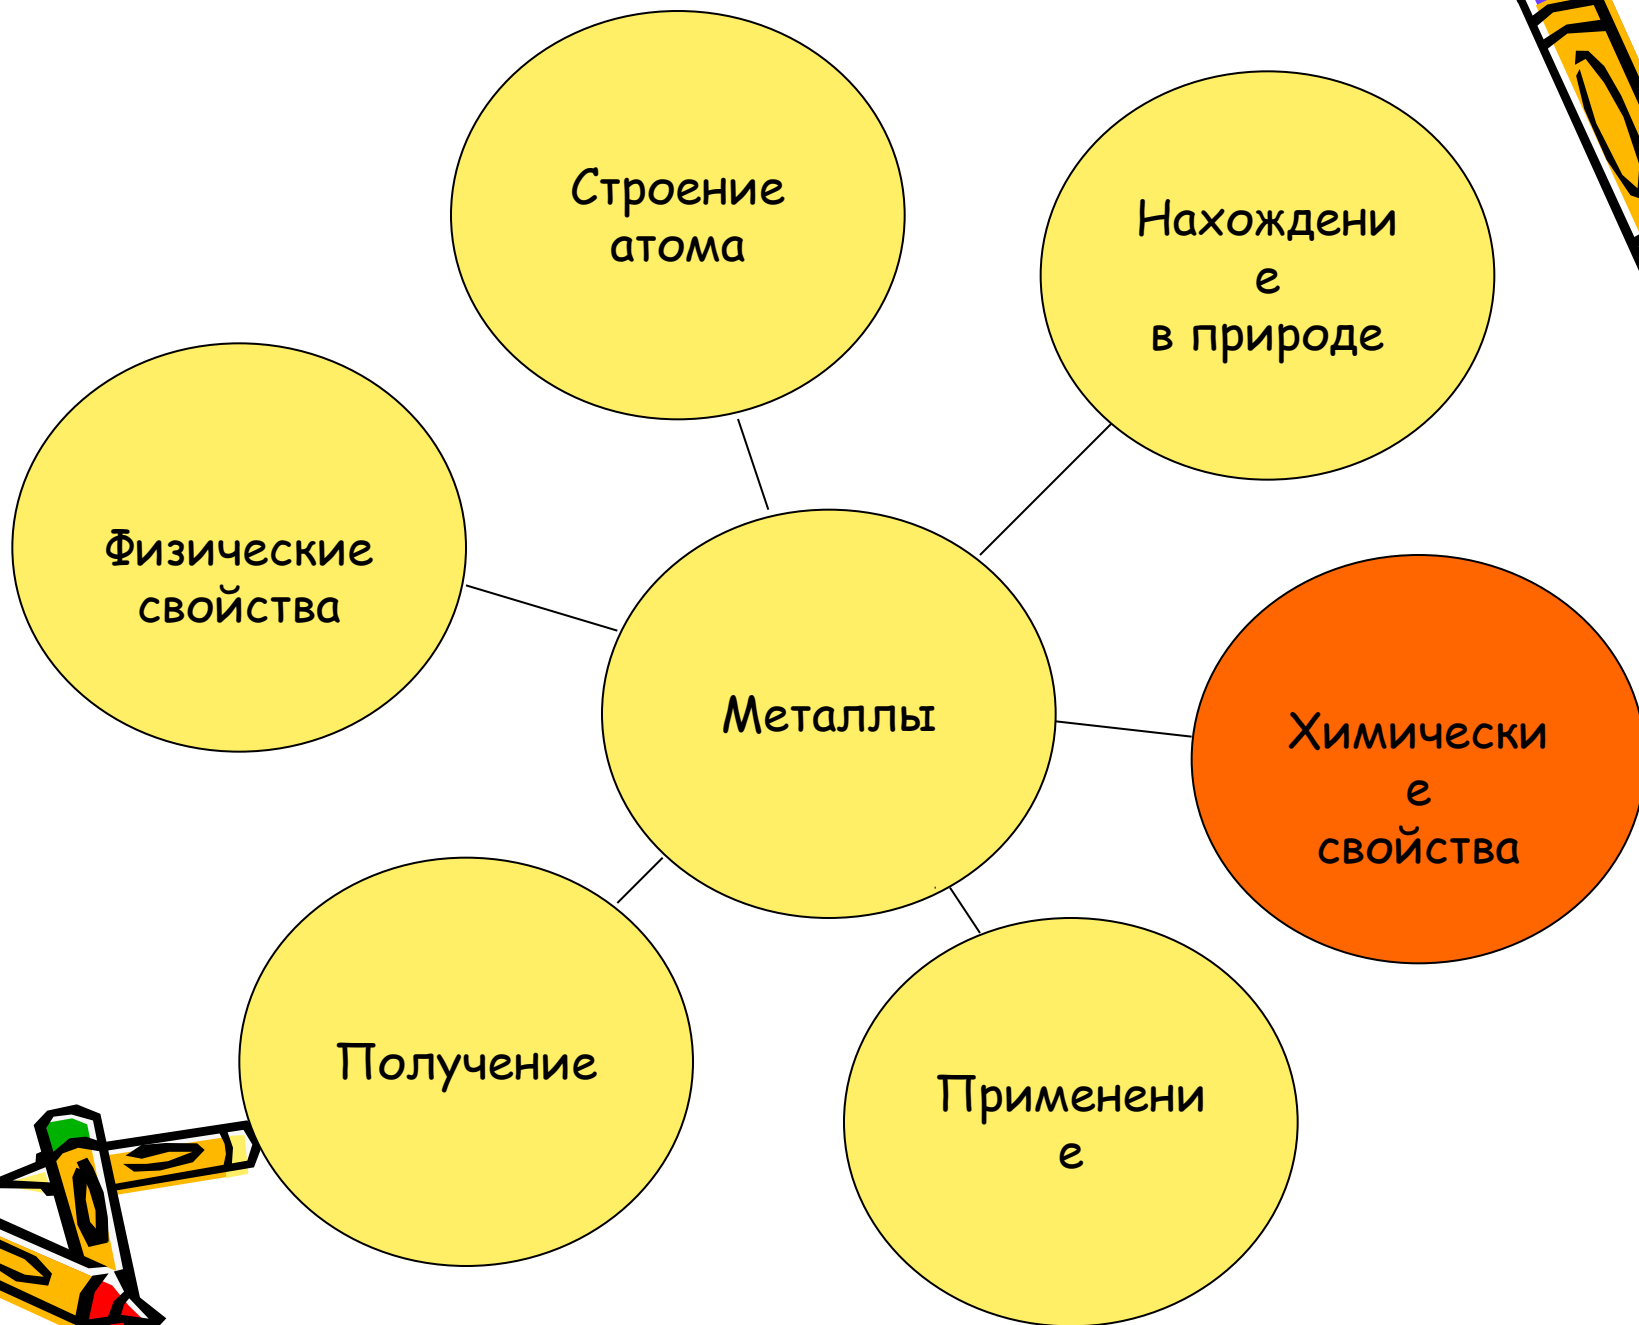 Строение
атома
Нахождени
е
в природе
Физические
свойства
Металлы
Химически
е
свойства
Получение
Применени
е